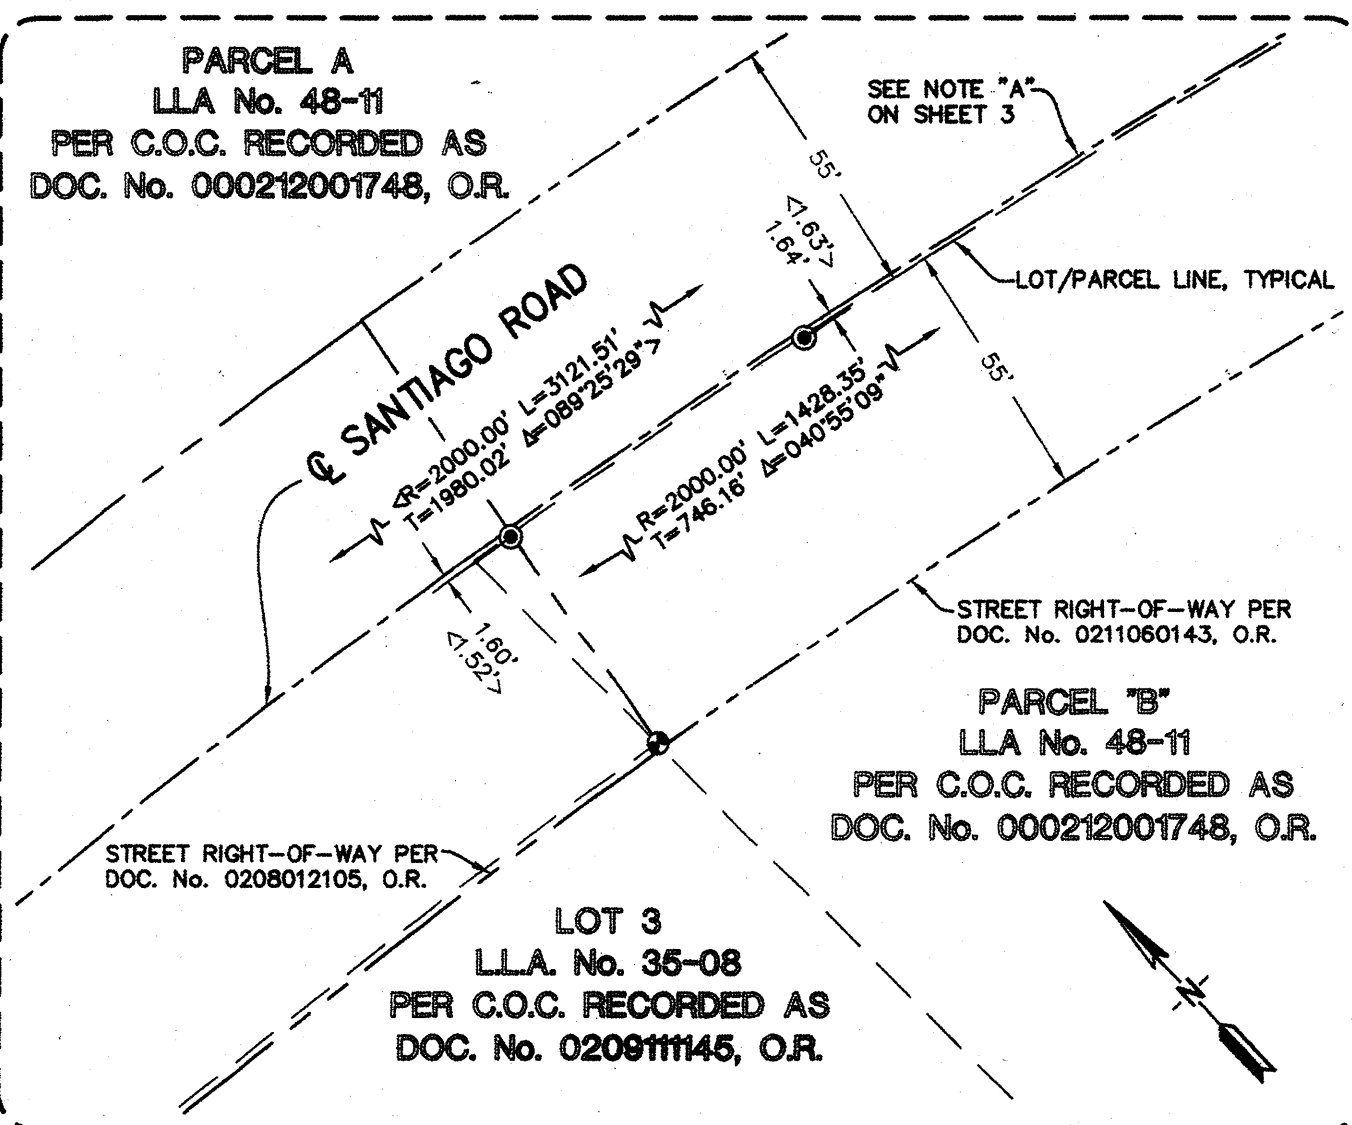 PARCEL A
LLA No. 48-11
PER C.O.C. RECORDED AS
DOC. No. 000212001748, O.R.
SEE NOTE "A"
ON SHEET 3
55'
<1.63'>
1.64'
LOT/PARCEL LINE, TYPICAL
℄ SANTIAGO ROAD
<R=2000.00' L=3121.51'
T=1980.02' Δ=089°25'29">
R=2000.00' L=1428.35'
T=746.16' Δ=040°55'09"
55'
1.60'
<1.52'>
STREET RIGHT-OF-WAY PER
DOC. No. 0211060143, O.R.
PARCEL "B"
LLA No. 48-11
PER C.O.C. RECORDED AS
DOC. No. 000212001748, O.R.
STREET RIGHT-OF-WAY PER
DOC. No. 0208012105, O.R.
LOT 3
L.L.A. No. 35-08
PER C.O.C. RECORDED AS
DOC. No. 0209111145, O.R.
N